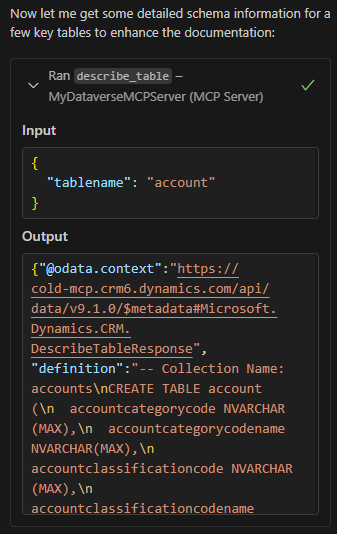 Now let me get some detailed schema information for a
few key tables to enhance the documentation:
Ran describe_table –
MyDataverseMCPServer (MCP Server)
Input
{
"tablename": "account"
}
Output
{"@odata.context":"https://
cold-mcp.crm6.dynamics.com/api/
data/v9.1.0/$metadata#Microsoft.
Dynamics.CRM.
DescribeTableResponse",
"definition":"-- Collection Name:
accounts\nCREATE TABLE account
(\n  accountcategorycode NVARCHAR
(MAX),\n  accountcategorycodename
NVARCHAR(MAX),\n
accountclassificationcode NVARCHAR
(MAX),\n
accountclassificationcodename